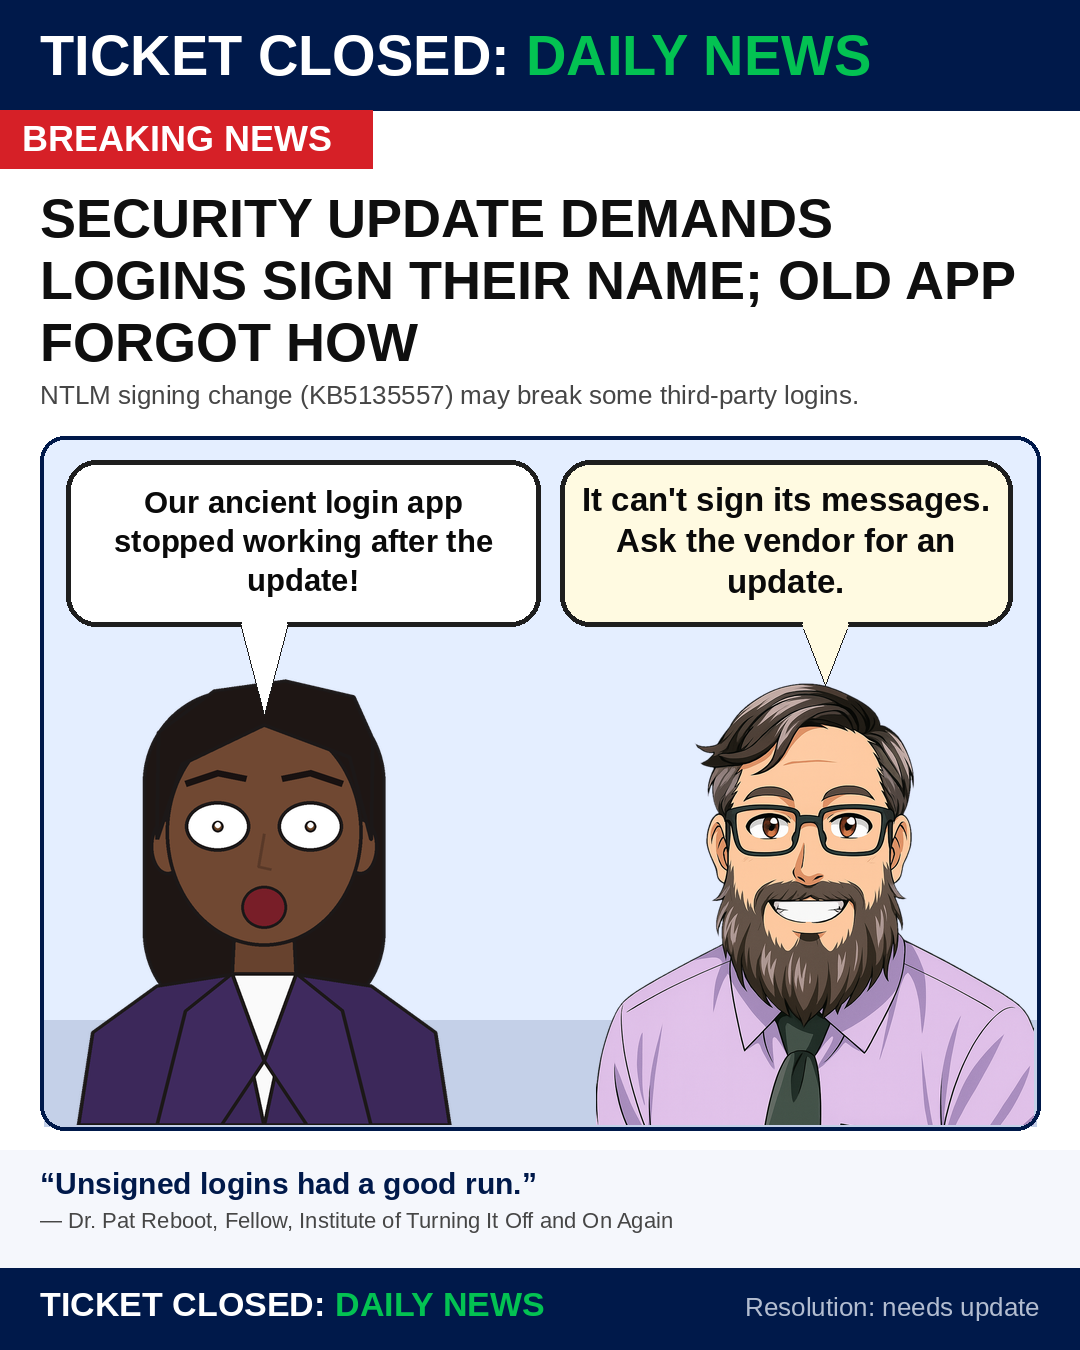 TICKET CLOSED: DAILY NEWS
BREAKING NEWS
SECURITY UPDATE DEMANDS
LOGINS SIGN THEIR NAME; OLD APP
FORGOT HOW
NTLM signing change (KB5135557) may break some third-party logins.
Our ancient login app
stopped working after the
update!
It can't sign its messages.
Ask the vendor for an
update.
“Unsigned logins had a good run.”
— Dr. Pat Reboot, Fellow, Institute of Turning It Off and On Again
TICKET CLOSED: DAILY NEWS
Resolution: needs update